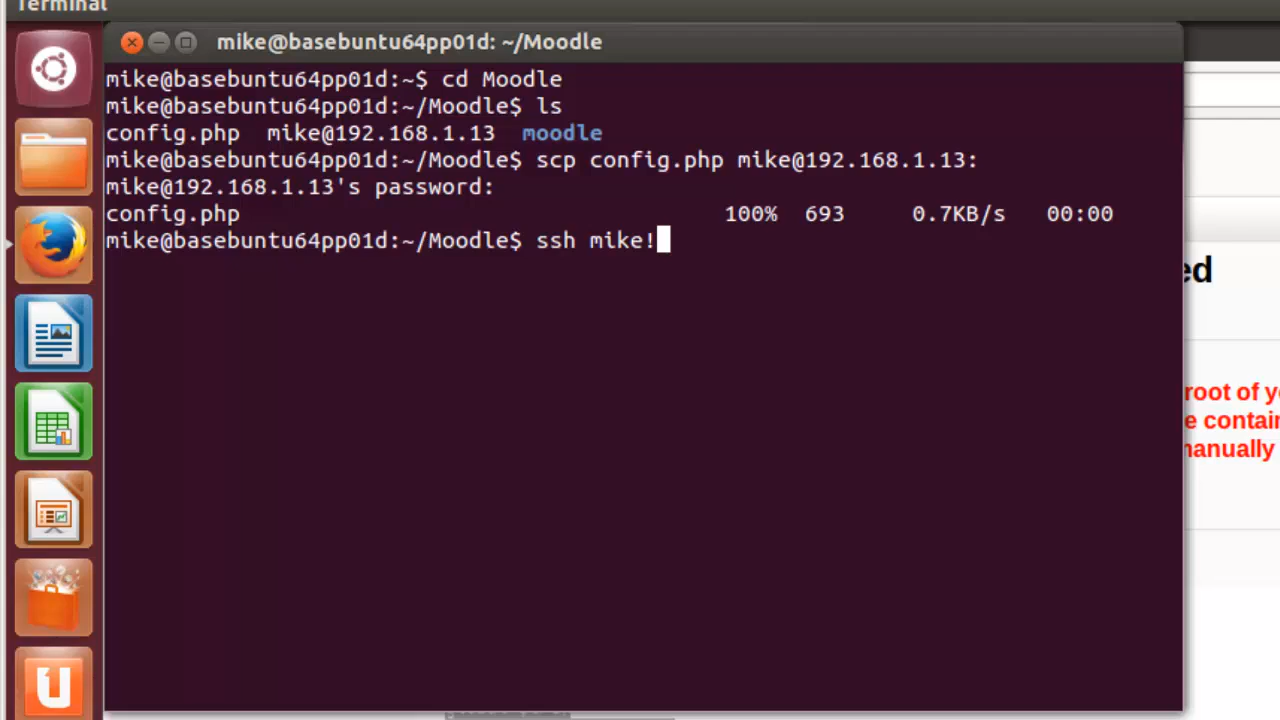 Terminal
mike@basebuntu64pp01d: ~/Moodle
mike@basebuntu64pp01d:~$ cd Moodle
mike@basebuntu64pp01d:~/Moodle$ ls
config.php  mike@192.168.1.13  moodle
mike@basebuntu64pp01d:~/Moodle$ scp config.php mike@192.168.1.13:
mike@192.168.1.13's password:
config.php 100% 693 0.7KB/s 00:00
mike@basebuntu64pp01d:~/Moodle$ ssh mike!
ed
root of y
e contain
manually